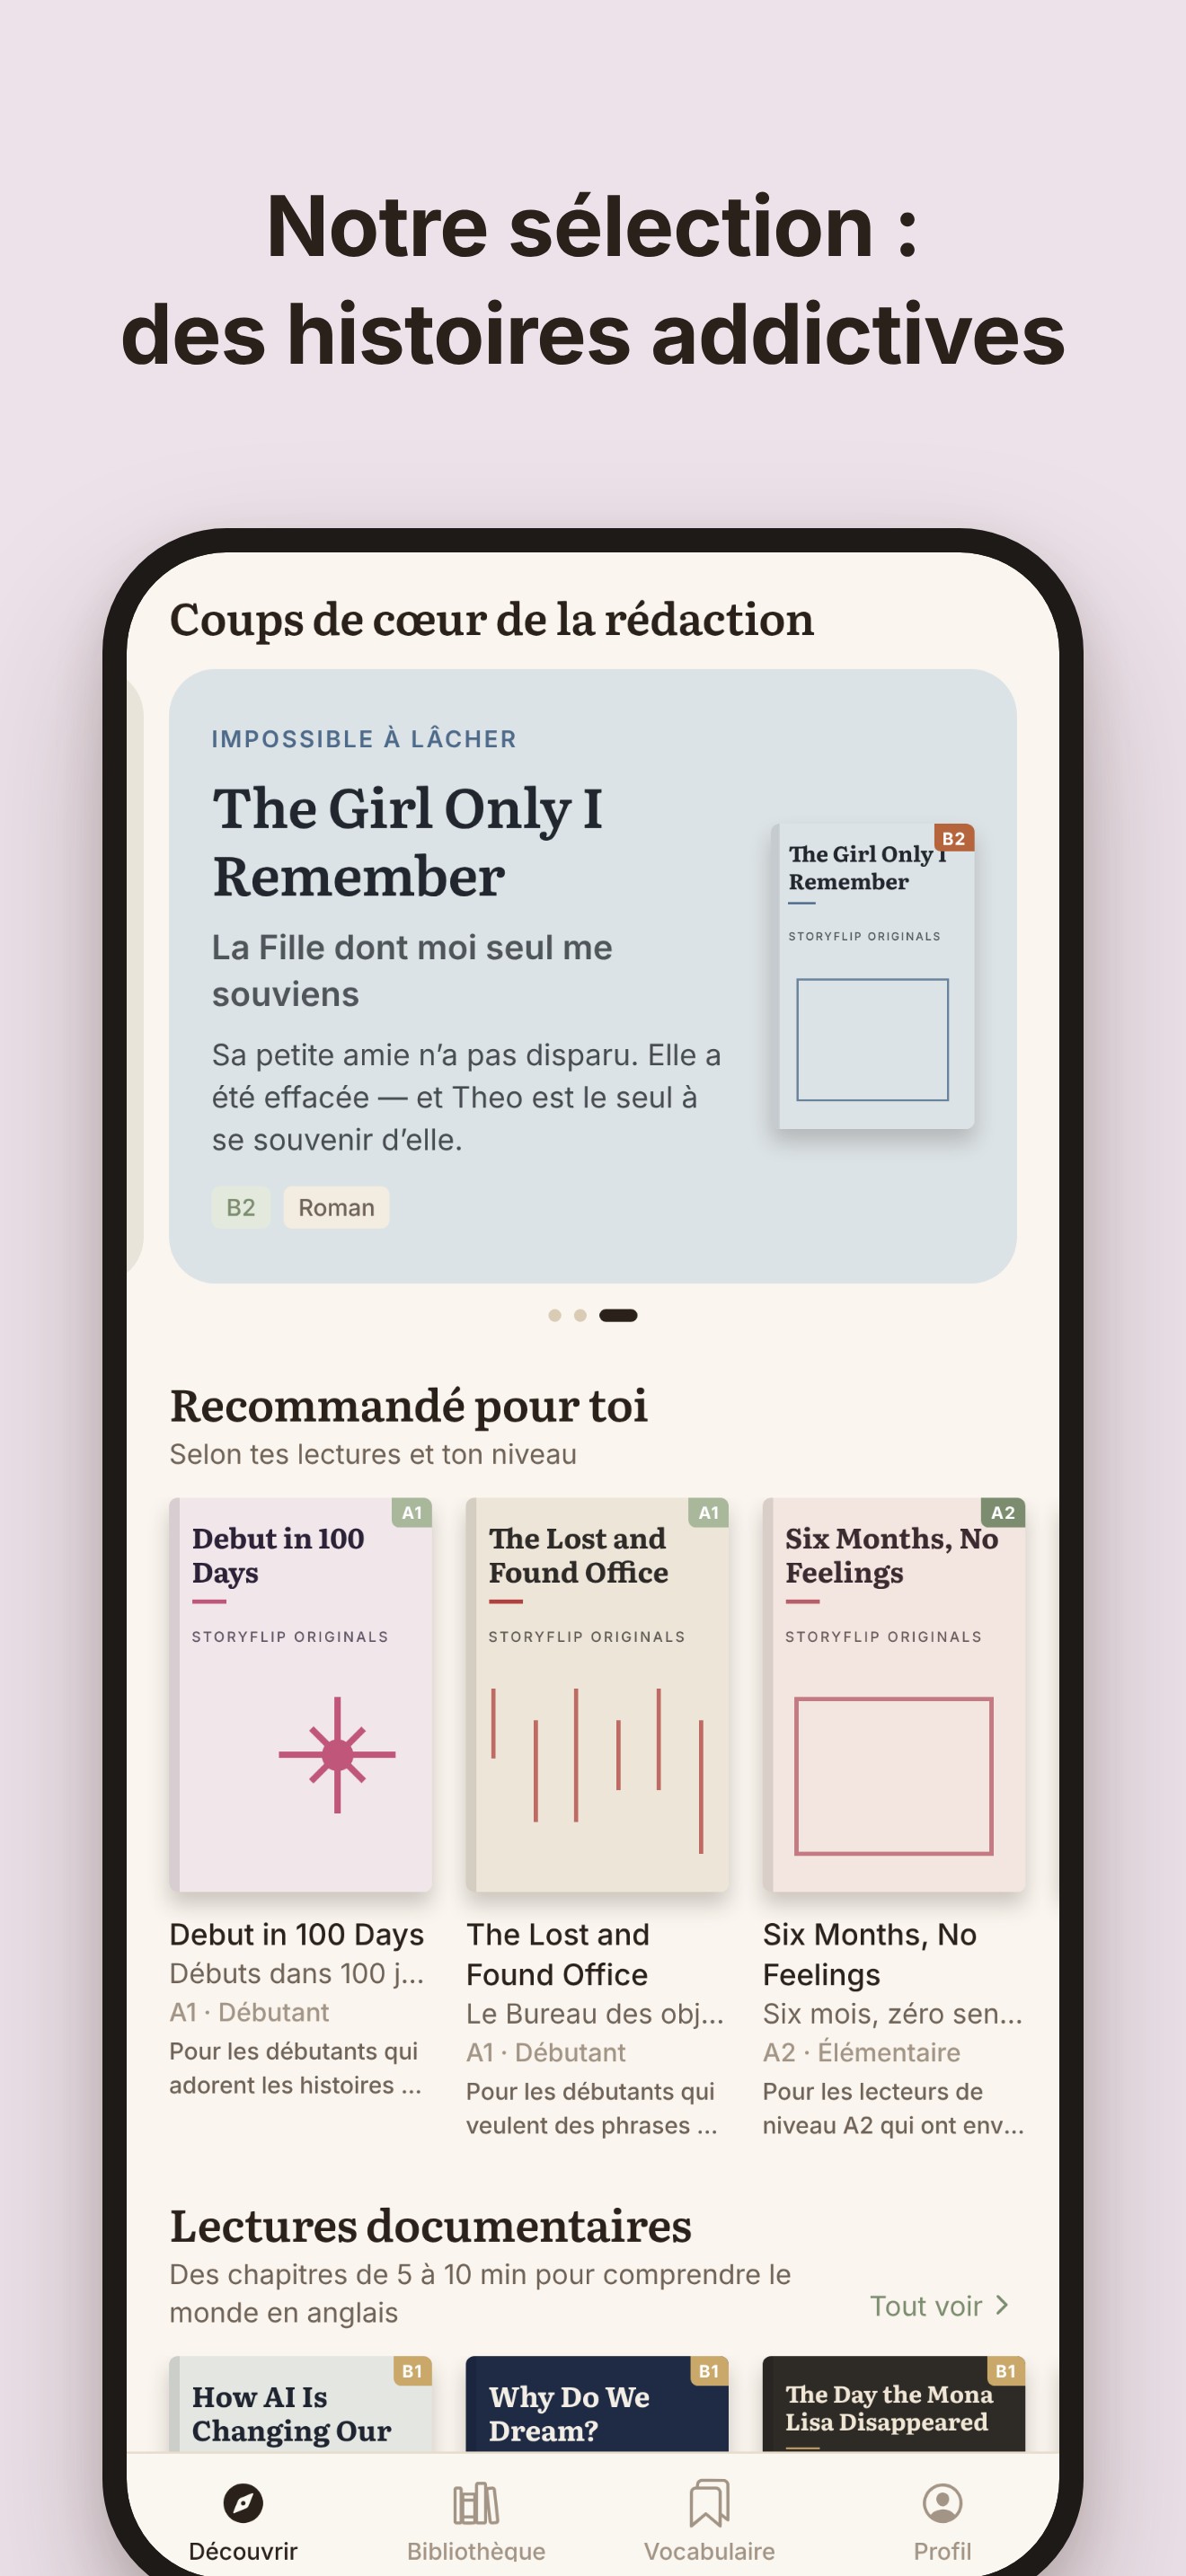 Notre sélection :
des histoires addictives
Coups de cœur de la rédaction
IMPOSSIBLE À LÂCHER
The Girl Only I
Remember
La Fille dont moi seul me
souviens
Sa petite amie n’a pas disparu. Elle a
été effacée — et Theo est le seul à
se souvenir d’elle.
B2
Roman
B2
The Girl Only I
Remember
STORYFLIP ORIGINALS
Recommandé pour toi
Selon tes lectures et ton niveau
A1
Debut in 100
Days
STORYFLIP ORIGINALS
Debut in 100 Days
Débuts dans 100 j...
A1 · Débutant
Pour les débutants qui
adorent les histoires ...
A1
The Lost and
Found Office
STORYFLIP ORIGINALS
The Lost and
Found Office
Le Bureau des obj...
A1 · Débutant
Pour les débutants qui
veulent des phrases ...
A2
Six Months, No
Feelings
STORYFLIP ORIGINALS
Six Months, No
Feelings
Six mois, zéro sen...
A2 · Élémentaire
Pour les lecteurs de
niveau A2 qui ont env...
Lectures documentaires
Des chapitres de 5 à 10 min pour comprendre le
monde en anglais
Tout voir
B1
How AI Is
Changing Our
B1
Why Do We
Dream?
B1
The Day the Mona
Lisa Disappeared
Découvrir
Bibliothèque
Vocabulaire
Profil